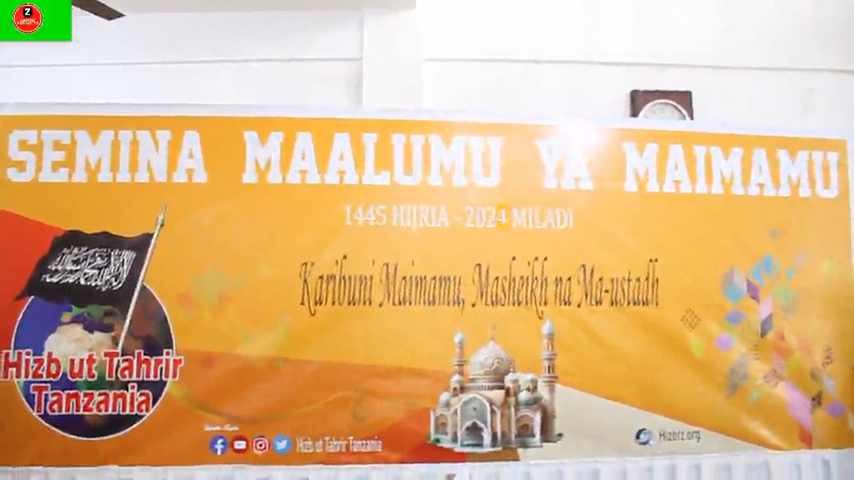 SEMINA MAALUMU YA MAIMAMU
1445 HIJRIA - 2024 MILADI
Karibuni Maimamu, Masheikh na Ma-ustadh
Hizb ut Tahrir
Tanzania
Hizb ut Tahrir Tanzania
Hizbtz.org